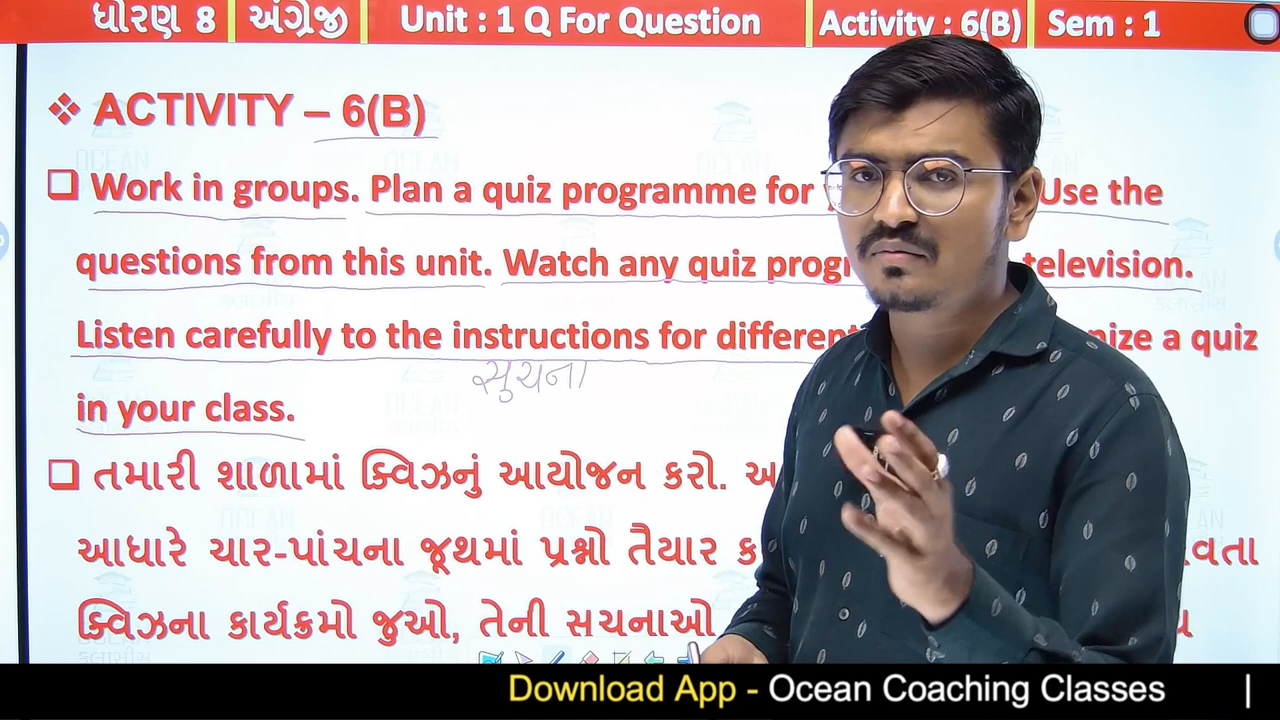 ધોરણ 8 અંગ્રેજી Unit : 1 Q For Question Activity : 6(B) Sem : 1
❖ ACTIVITY – 6(B)
❑ Work in groups. Plan a quiz programme for Use the
questions from this unit. Watch any quiz television.
Listen carefully to the instructions for a quiz
સુચના
in your class.
❑ તમારી શાળામાં ક્વિઝનું આયોજન કરો.
આધારે ચાર-પાંચના જૂથમાં પ્રશ્નો તૈયાર
ક્વિઝના કાર્યક્રમો જુઓ, તેની સચનાઓ
Download App - Ocean Coaching Classes |